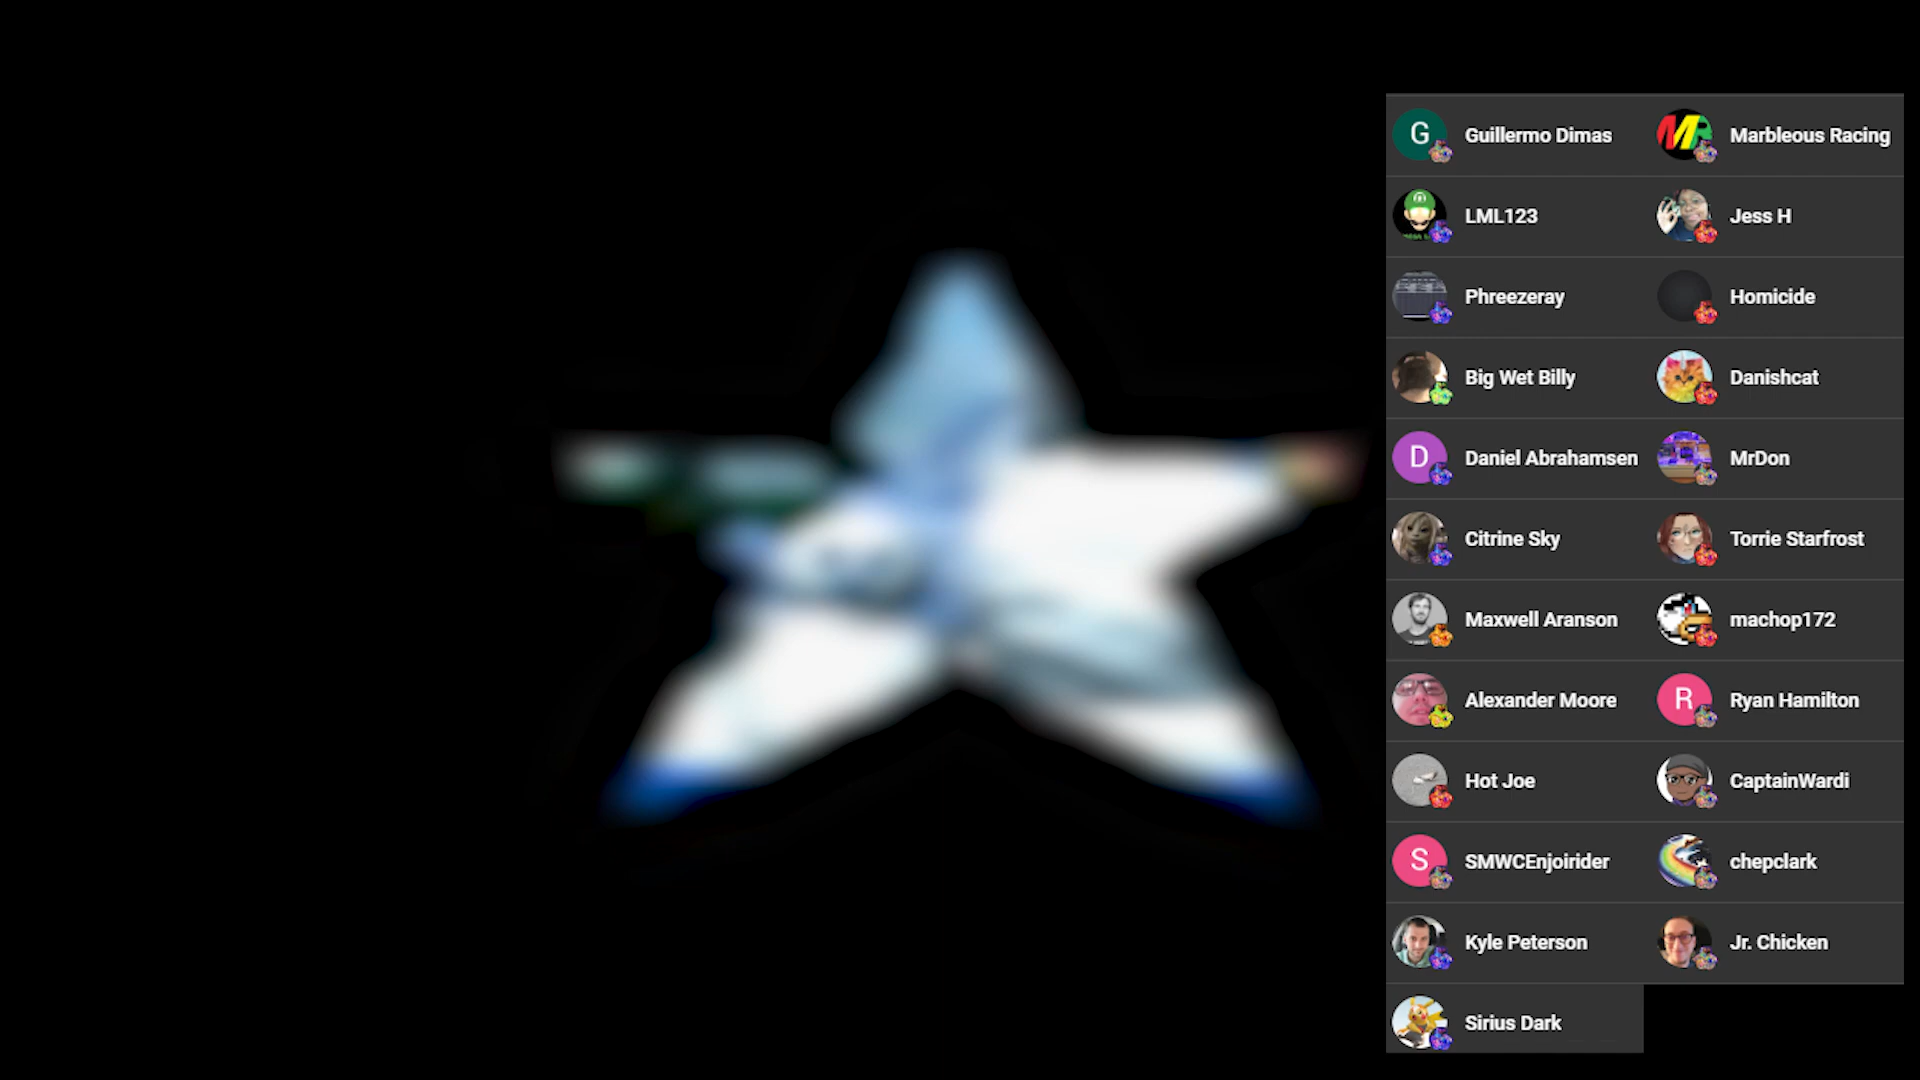 G Guillermo Dimas
MR Marbleous Racing
LML123
Jess H
Phreezeray
Homicide
Big Wet Billy
Danishcat
D Daniel Abrahamsen
MrDon
Citrine Sky
Torrie Starfrost
Maxwell Aranson
machop172
Alexander Moore
R Ryan Hamilton
Hot Joe
CaptainWardi
S SMWCEnjoirider
chepclark
Kyle Peterson
Jr. Chicken
Sirius Dark